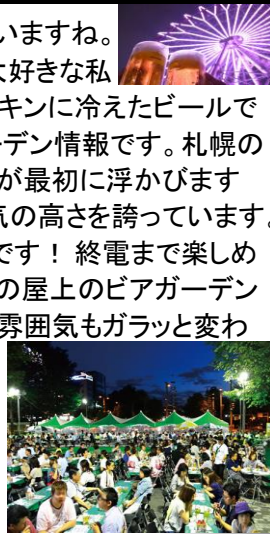 いますね。
大好きな私
キンに冷えたビールで
ーデン情報です。札幌の
が最初に浮かびます
気の高さを誇っています。
です！ 終電まで楽しめ
の屋上のビアガーデン
雰囲気もガラッと変わ